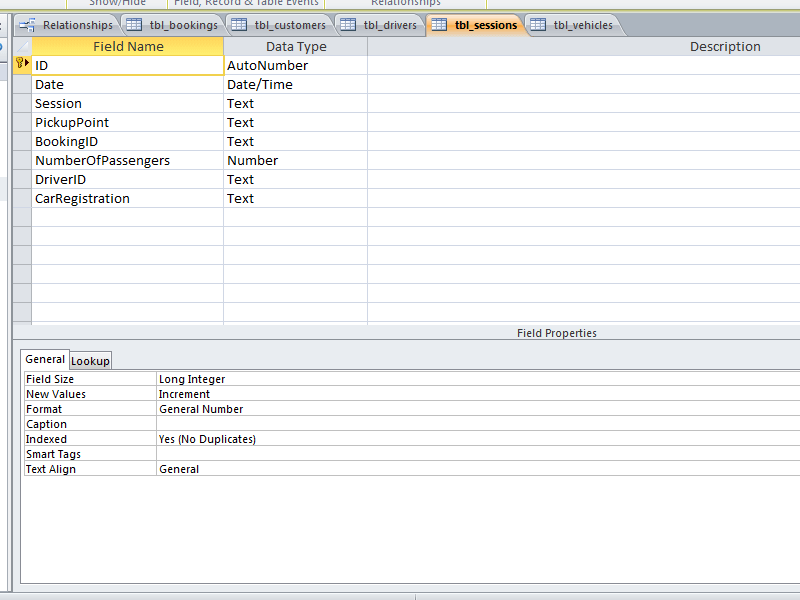 Show/Hide Field, Record & Table Events Relationships
Relationships tbl_bookings tbl_customers tbl_drivers tbl_sessions tbl_vehicles
Field Name Data Type Description
ID AutoNumber
Date Date/Time
Session Text
PickupPoint Text
BookingID Text
NumberOfPassengers Number
DriverID Text
CarRegistration Text
Field Properties
General Lookup
Field Size Long Integer
New Values Increment
Format General Number
Caption
Indexed Yes (No Duplicates)
Smart Tags
Text Align General